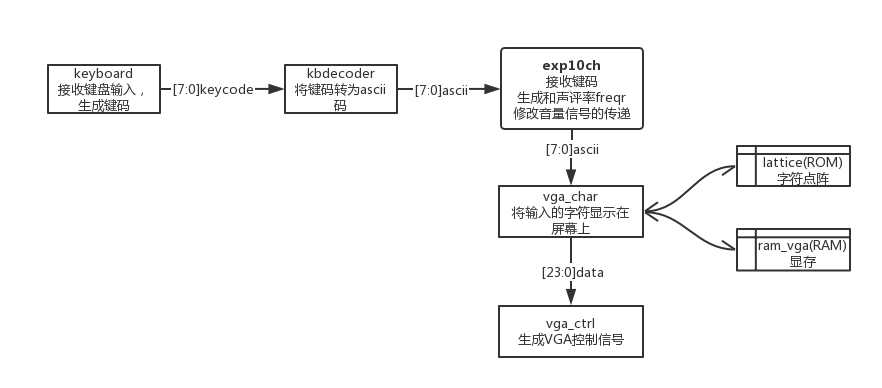 keyboard
接收键盘输入，
生成键码
[7:0]keycode
kbdecoder
将键码转为ascii
码
[7:0]ascii
exp10ch
接收键码
生成和声评率freqr
修改音量信号的传递
[7:0]ascii
vga_char
将输入的字符显示在
屏幕上
lattice(ROM)
字符点阵
ram_vga(RAM)
显存
[23:0]data
vga_ctrl
生成VGA控制信号